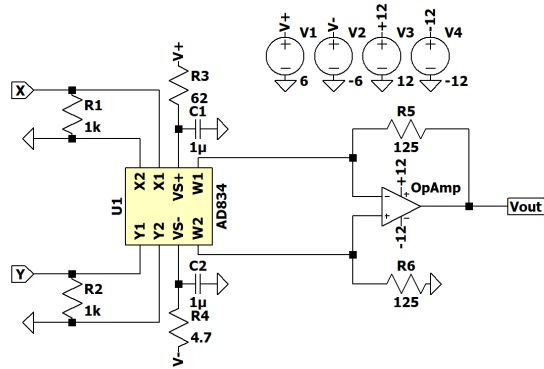 V+ V1 V- V2 +12 V3 -12 V4
6 -6 12 -12
V+
R3
62
C1
1µ
X
R1
1k
R5
125
X2 X1 VS+ W1
U1
AD834
Y1 Y2 VS- W2
+12
OpAmp
-12
Vout
Y
R2
1k
C2
1µ
R4
4.7
V-
R6
125